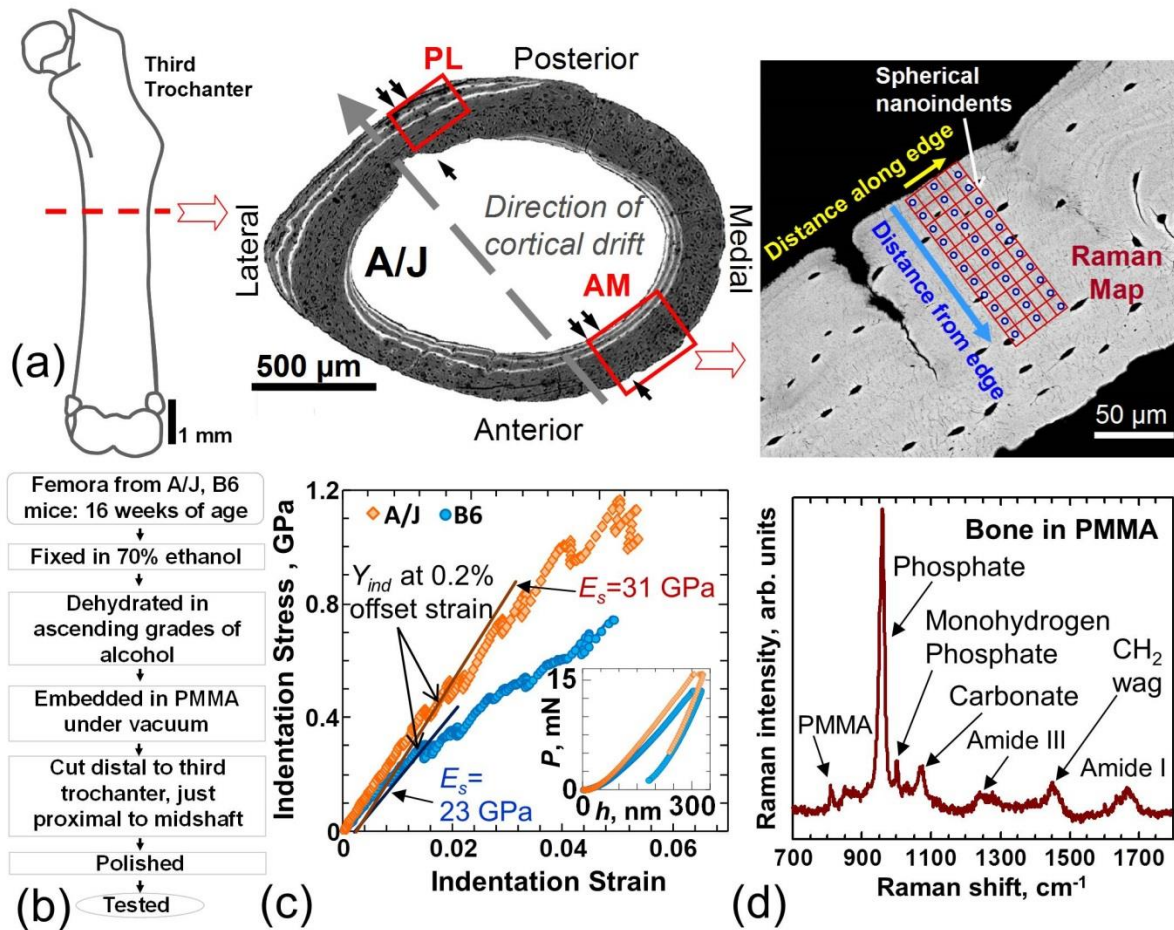 Third
Trochanter
(a)
1 mm
PL
Posterior
Lateral
Direction of
cortical drift
A/J
AM
Medial
500 µm
Anterior
Spherical
nanoindents
Distance along edge
Distance from edge
Raman
Map
50 µm
Femora from A/J, B6
mice: 16 weeks of age
Fixed in 70% ethanol
Dehydrated in
ascending grades of
alcohol
Embedded in PMMA
under vacuum
Cut distal to third
trochanter, just
proximal to midshaft
Polished
Tested
(b)
Indentation Stress , GPa
1.2
0.8
0.4
0
A/J
B6
Y_ind at 0.2%
offset strain
E_s=31 GPa
E_s=
23 GPa
P, mN
15
0
0
300
h, nm
0
0.02
0.04
0.06
Indentation Strain
(c)
Raman intensity, arb. units
Bone in PMMA
Phosphate
Monohydrogen
Phosphate
CH₂
wag
Carbonate
PMMA
Amide III
Amide I
700
900
1100
1300
1500
1700
Raman shift, cm⁻¹
(d)